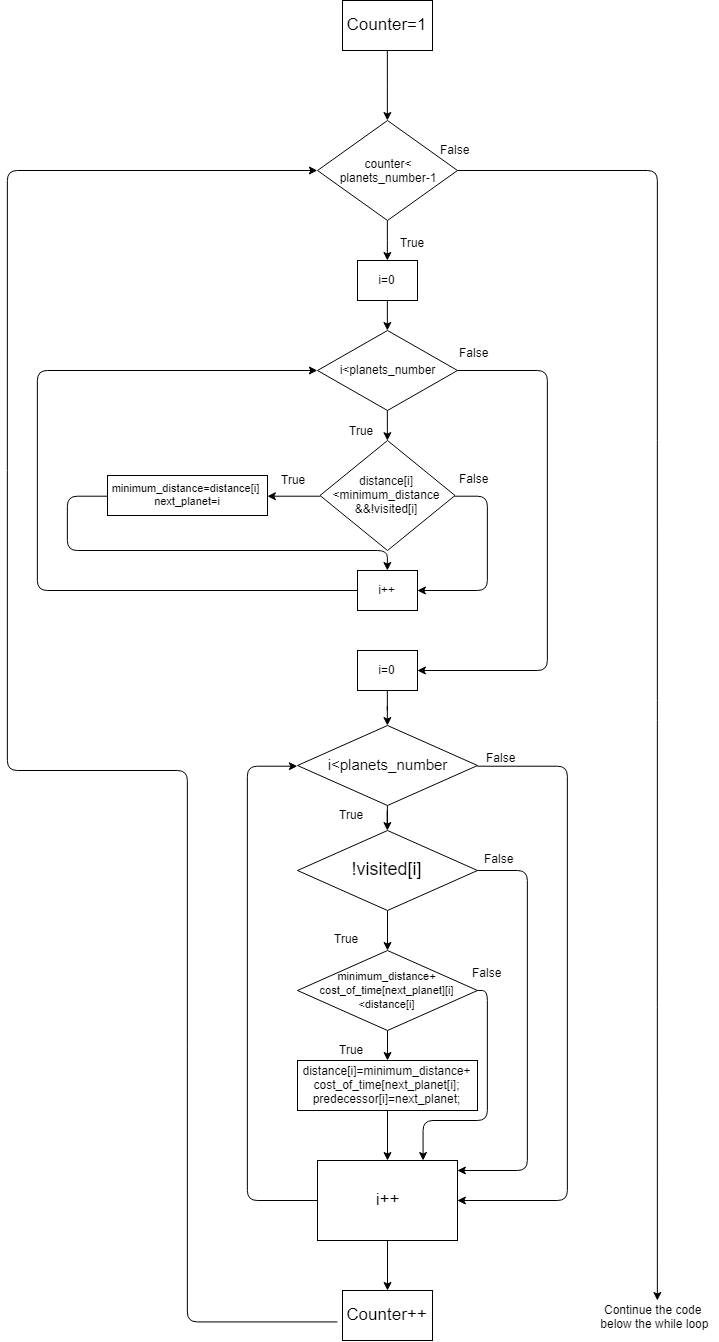 Counter=1
counter<
planets_number-1
False
True
i=0
i<planets_number
False
True
distance[i]
<minimum_distance
&&!visited[i]
True
False
minimum_distance=distance[i]
next_planet=i
i++
i=0
i<planets_number
False
True
!visited[i]
False
True
minimum_distance+
cost_of_time[next_planet][i]
<distance[i]
False
True
distance[i]=minimum_distance+
cost_of_time[next_planet[i];
predecessor[i]=next_planet;
i++
Counter++
Continue the code
below the while loop